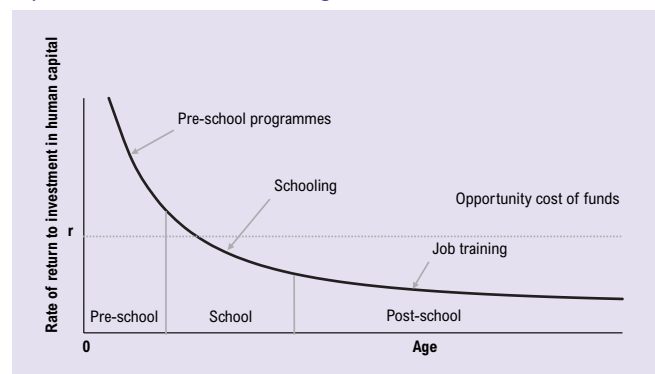 Rate of return to investment in human capital
Pre-school programmes
Schooling
Opportunity cost of funds
r
Job training
Pre-school
School
Post-school
0
Age